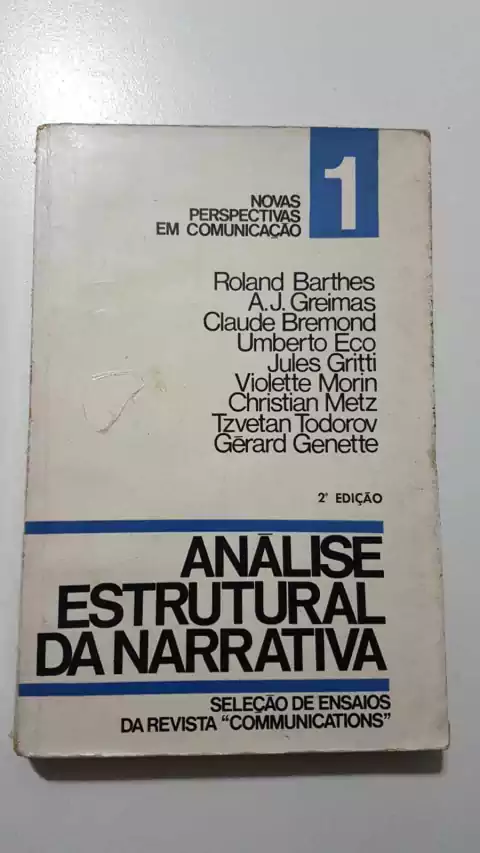 1
NOVAS
PERSPECTIVAS
EM COMUNICAÇÃO
Roland Barthes
A.J. Greimas
Claude Bremond
Umberto Eco
Jules Gritti
Violette Morin
Christian Metz
Tzvetan Todorov
Gérard Genette
2ª EDIÇÃO
ANÁLISE
ESTRUTURAL
DA NARRATIVA
SELEÇÃO DE ENSAIOS
DA REVISTA “COMMUNICATIONS”